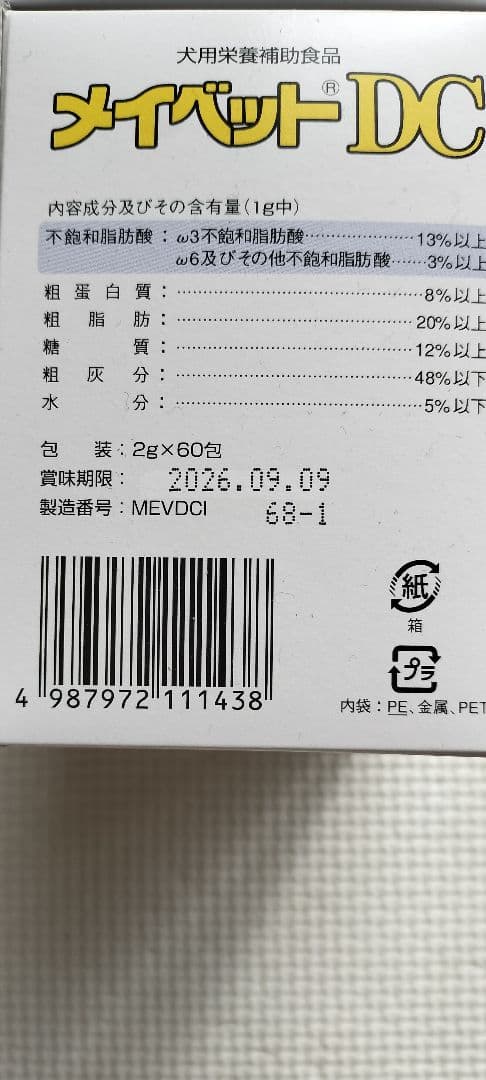 犬用栄養補助食品
メイベット® DC
内容成分及びその含有量(1g中)
不飽和脂肪酸：ω3不飽和脂肪酸……………………13%以上
ω6及びその他不飽和脂肪酸……3%以上
粗蛋白質：……………………8%以上
粗脂肪：……………………20%以上
糖質：……………………12%以上
粗灰分：……………………48%以下
水分：……………………5%以下
包装：2g×60包
賞味期限： 2026.09.09
製造番号：MEVDCI 68-1
紙
箱
プラ
4 987972 111438
内袋：PE、金属、PET